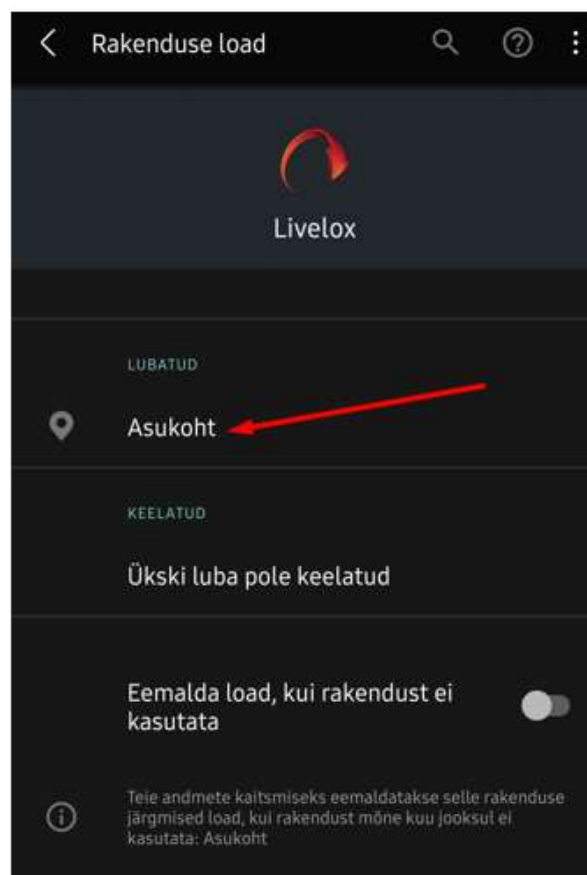 Rakenduse load
Livelox
LUBATUD
Asukoht
KEELATUD
Ükski luba pole keelatud
Eemalda load, kui rakendust ei
kasutata
Teie andmete kaitsmiseks eemaldatakse selle rakenduse
järgmised load, kui rakendust mõne kuu jooksul ei
kasutata: Asukoht